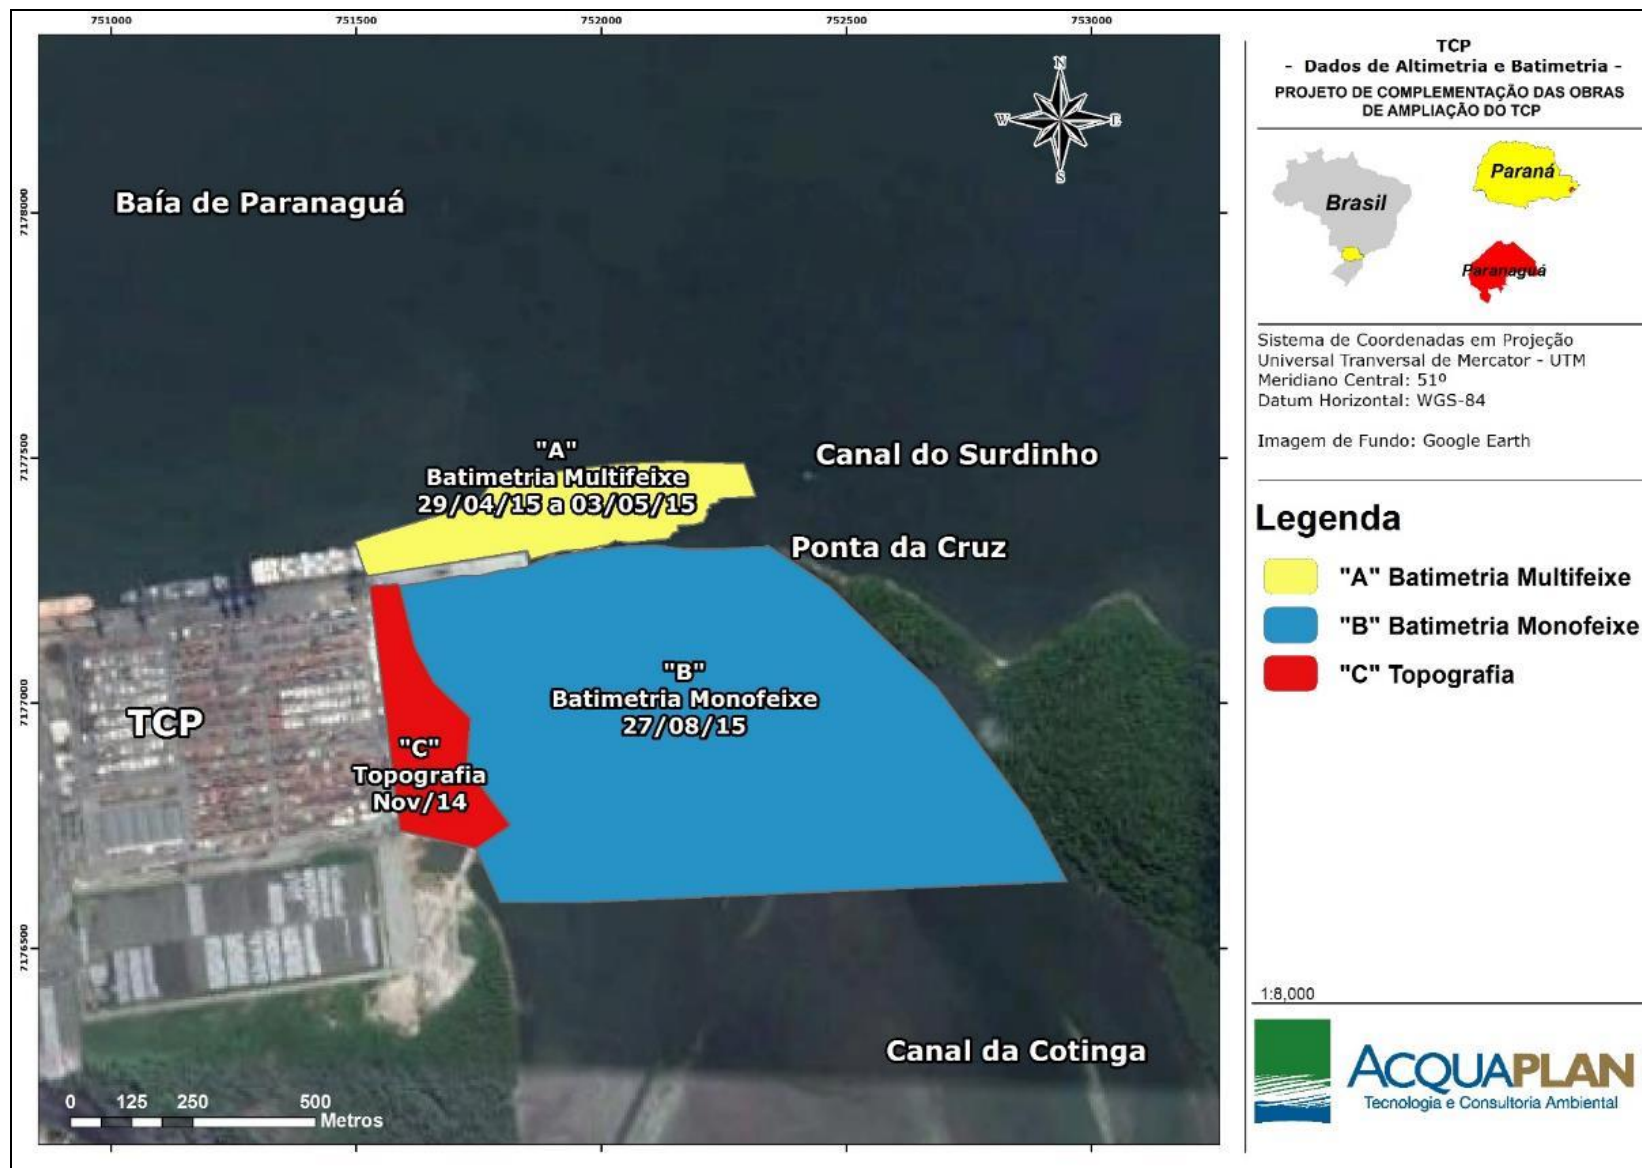 751000
751500
752000
752500
753000
7178000
7177500
7177000
7176500
N
W
E
S
Baía de Paranaguá
"A"
Batimetria Multifeixe
29/04/15 a 03/05/15
Canal do Surdinho
Ponta da Cruz
"B"
Batimetria Monofeixe
27/08/15
TCP
"C"
Topografia
Nov/14
Canal da Cotinga
0 125 250 500
Metros
TCP
- Dados de Altimetria e Batimetria -
PROJETO DE COMPLEMENTAÇÃO DAS OBRAS
DE AMPLIAÇÃO DO TCP
Brasil
Paraná
Paranaguá
Sistema de Coordenadas em Projeção
Universal Tranversal de Mercator - UTM
Meridiano Central: 51º
Datum Horizontal: WGS-84
Imagem de Fundo: Google Earth
Legenda
"A" Batimetria Multifeixe
"B" Batimetria Monofeixe
"C" Topografia
1:8,000
ACQUAPLAN
Tecnologia e Consultoria Ambiental